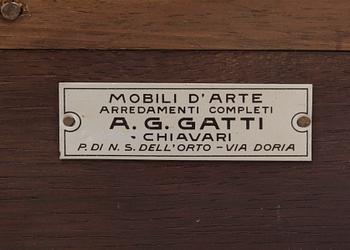 MOBILI D'ARTE
ARREDAMENTI COMPLETI
A. G. GATTI
CHIAVARI
P. DI N. S. DELL'ORTO - VIA DORIA